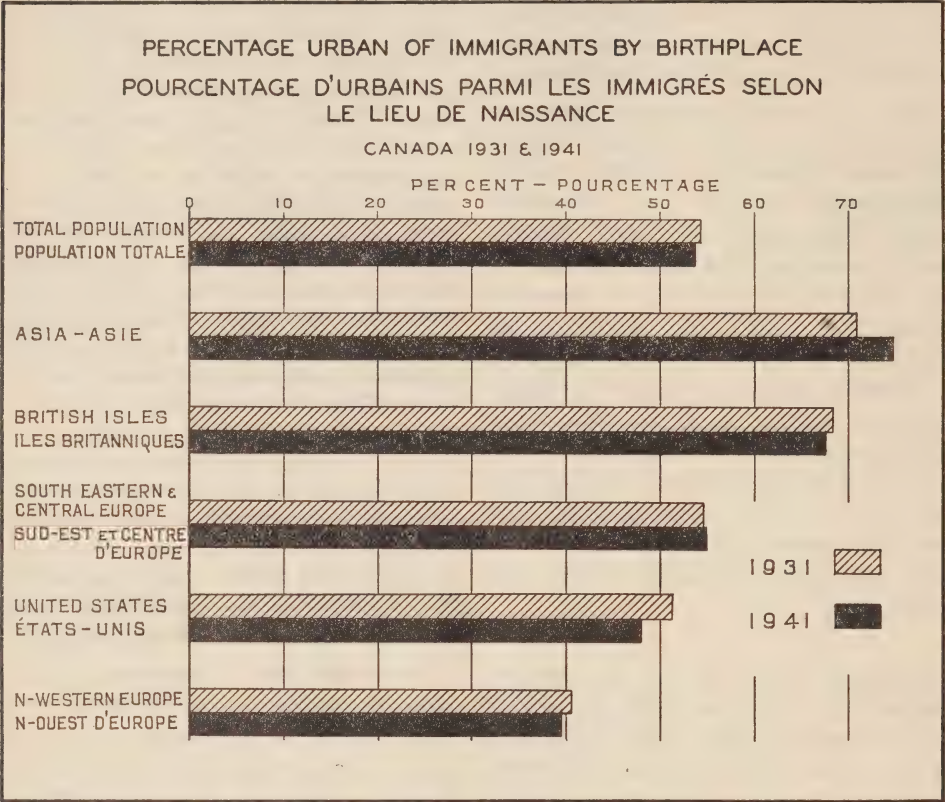 PERCENTAGE URBAN OF IMMIGRANTS BY BIRTHPLACE
POURCENTAGE D'URBAINS PARMI LES IMMIGRÉS SELON
LE LIEU DE NAISSANCE
CANADA 1931 & 1941
PER CENT – POURCENTAGE
0 10 20 30 40 50 60 70
TOTAL POPULATION
POPULATION TOTALE
ASIA – ASIE
BRITISH ISLES
ILES BRITANNIQUES
SOUTH EASTERN &
CENTRAL EUROPE
SUD-EST ET CENTRE
D'EUROPE
1931
UNITED STATES
ÉTATS-UNIS
1941
N-WESTERN EUROPE
N-OUEST D'EUROPE